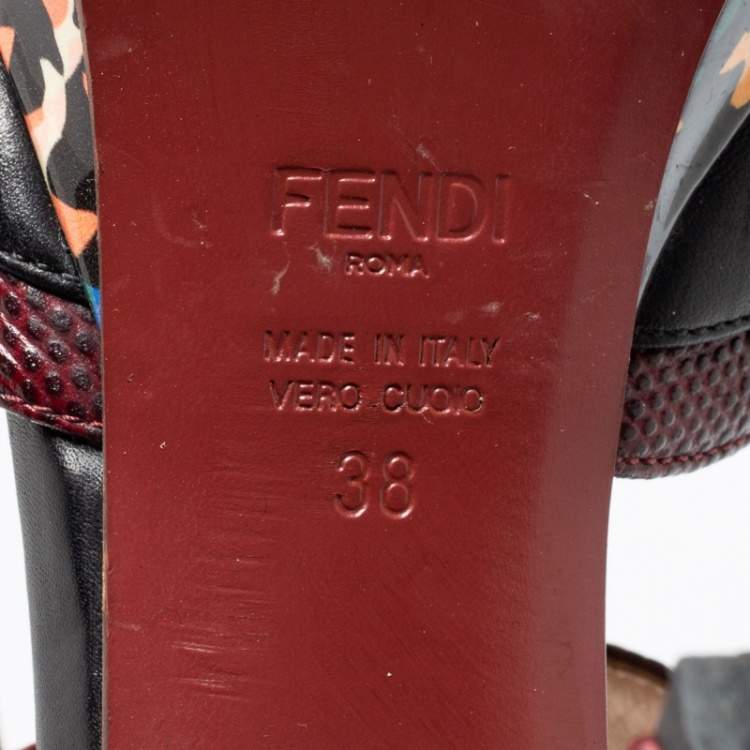 FENDI
ROMA
MADE IN ITALY
VERO CUOIO
38